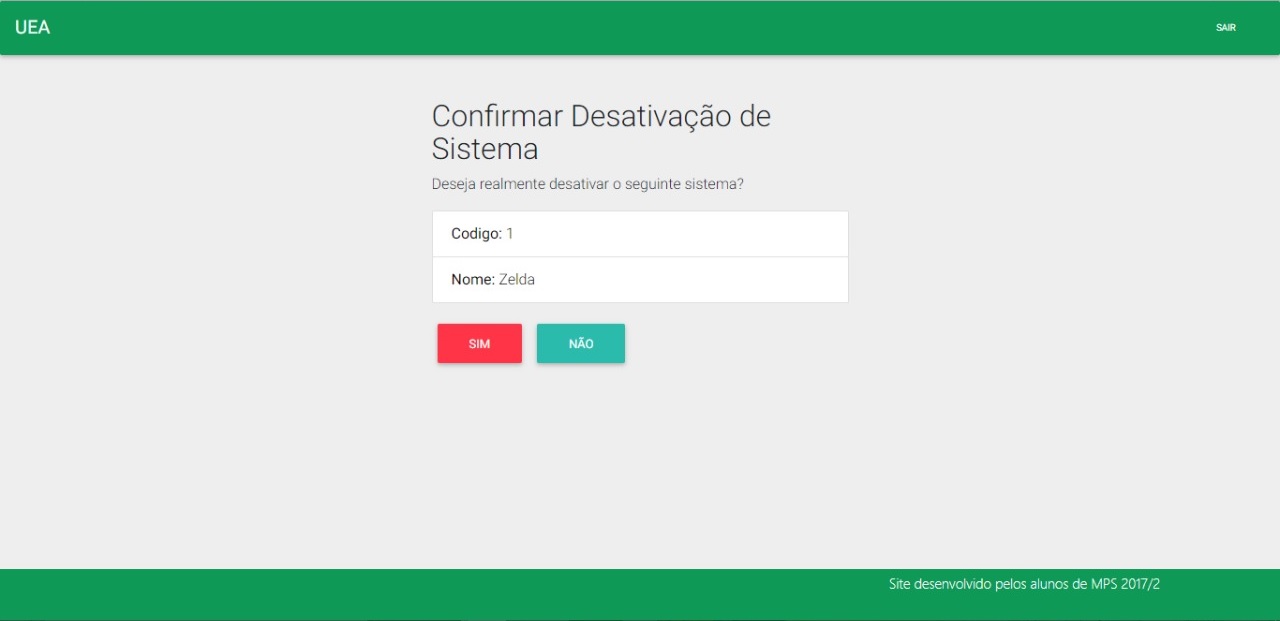 UEA
SAIR
Confirmar Desativação de
Sistema
Deseja realmente desativar o seguinte sistema?
Codigo: 1
Nome: Zelda
SIM
NÃO
Site desenvolvido pelos alunos de MPS 2017/2